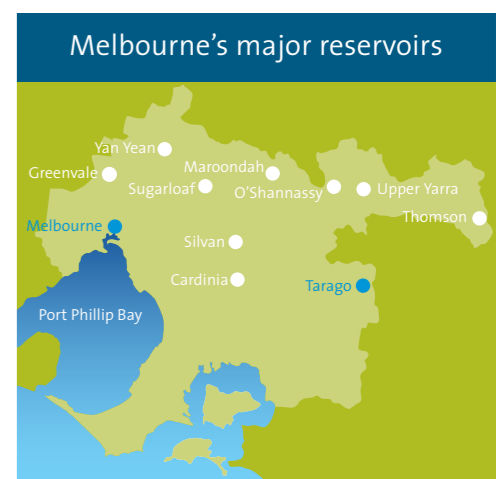 Melbourne's major reservoirs
Yan Yean
Maroondah
Greenvale
Sugarloaf
O'Shannassy
Upper Yarra
Thomson
Melbourne
Silvan
Cardinia
Tarago
Port Phillip Bay